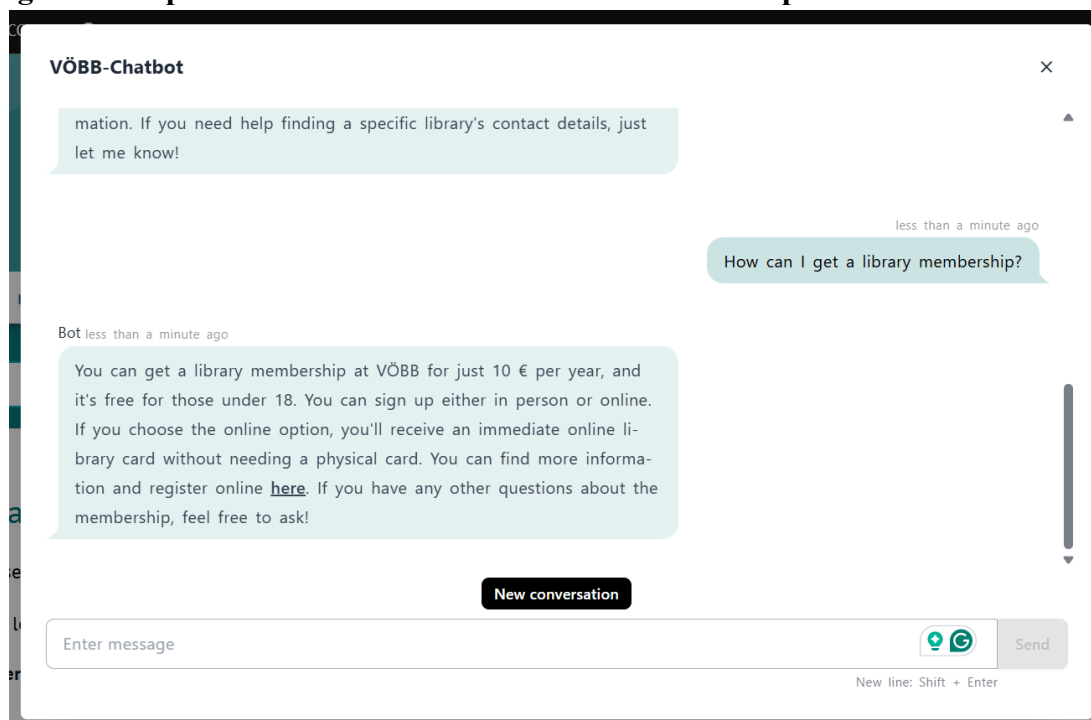 VÖBB-Chatbot
mation. If you need help finding a specific library's contact details, just
let me know!
less than a minute ago
How can I get a library membership?
Bot less than a minute ago
You can get a library membership at VÖBB for just 10 € per year, and
it's free for those under 18. You can sign up either in person or online.
If you choose the online option, you'll receive an immediate online li-
brary card without needing a physical card. You can find more informa-
tion and register online here. If you have any other questions about the
membership, feel free to ask!
New conversation
Enter message
Send
New line: Shift + Enter